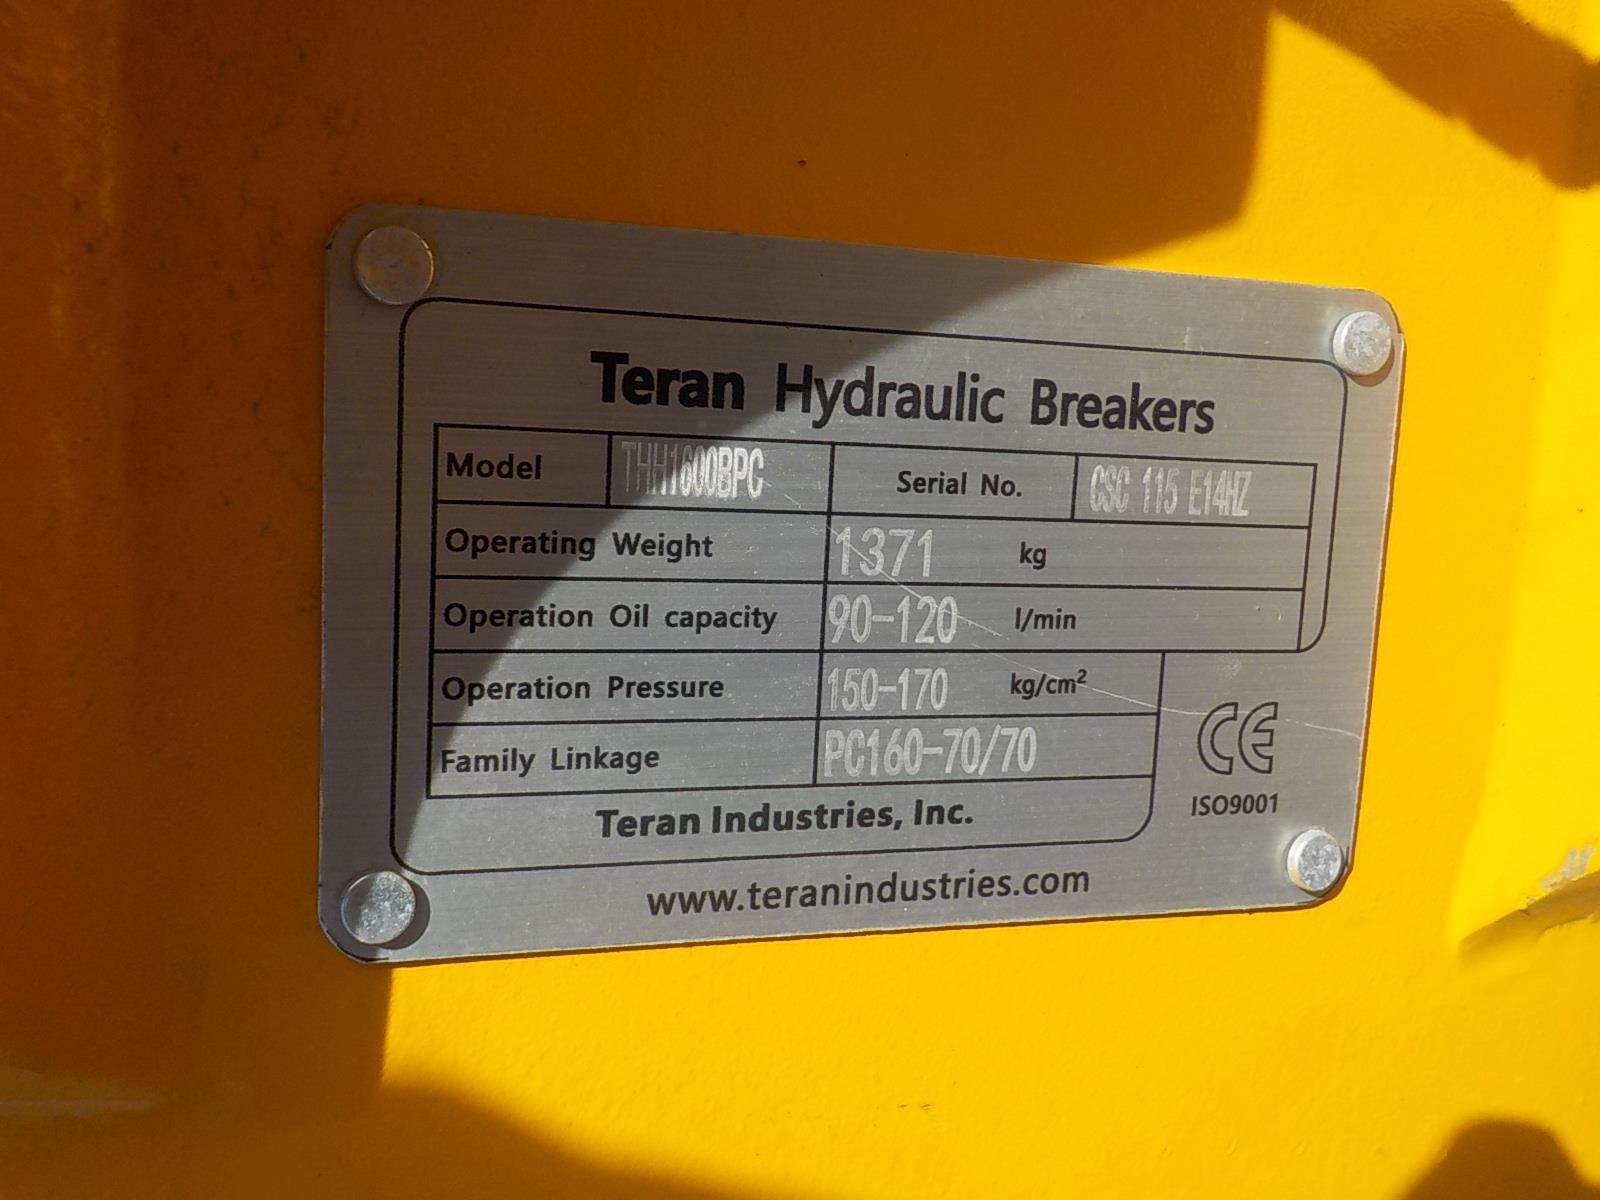 Teran Hydraulic Breakers
Model THH1600BPC Serial No. CSC 115 E14HZ
Operating Weight 1371 kg
Operation Oil capacity 90-120 l/min
Operation Pressure 150-170 kg/cm²
Family Linkage PC160-70/70
CE
ISO9001
Teran Industries, Inc.
www.teranindustries.com